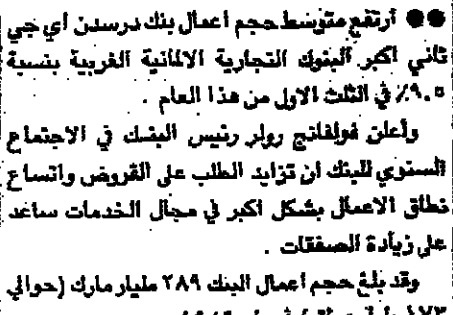 ●● أرتفع متوسط حجم اعمال بنك درسدن اي جي
ثاني اكبر البنوك التجارية الالمانية الغربية بنسبة
٩,٥٪ في الثلث الاول من هذا العام .
وأعلن فولفانج رولر رئيس البنك في الاجتماع
السنوي للبنك ان تزايد الطلب على القروض واتساع
نطاق الاعمال بشكل اكبر في مجال الخدمات ساعد
على زيادة الصفقات .
وقد بلغ حجم اعمال البنك ٢٨٩ مليار مارك (حوالي